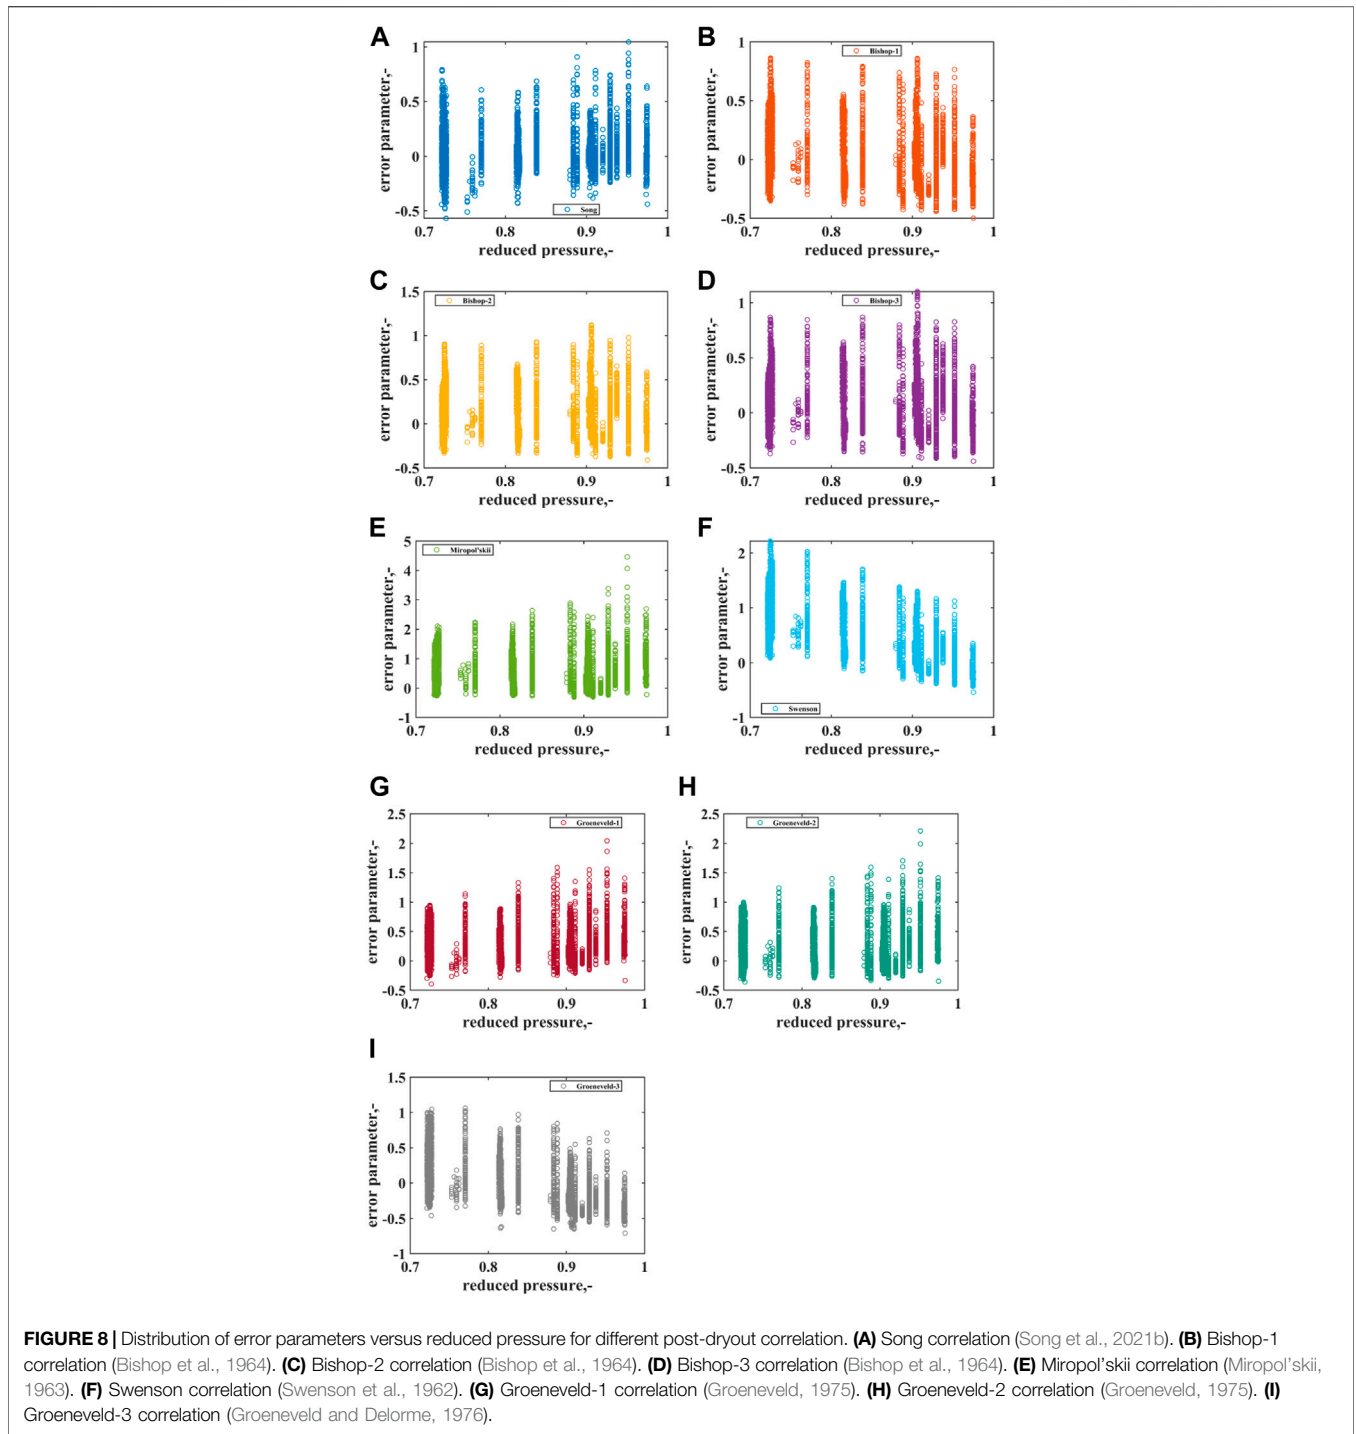 A
1
0.5
0
-0.5
error parameter,-
Song
0.7 0.8 0.9 1
reduced pressure,-
B
1
0.5
0
-0.5
error parameter,-
Bishop-1
0.7 0.8 0.9 1
reduced pressure,-
C
1.5
1
0.5
0
-0.5
error parameter,-
Bishop-2
0.7 0.8 0.9 1
reduced pressure,-
D
1
0.5
0
-0.5
error parameter,-
Bishop-3
0.7 0.8 0.9 1
reduced pressure,-
E
5
4
3
2
1
0
-1
error parameter,-
Miropol'skii
0.7 0.8 0.9 1
reduced pressure,-
F
2
1
0
-1
error parameter,-
Swenson
0.7 0.8 0.9 1
reduced pressure,-
G
2.5
2
1.5
1
0.5
0
-0.5
error parameter,-
Groeneveld-1
0.7 0.8 0.9 1
reduced pressure,-
H
2.5
2
1.5
1
0.5
0
-0.5
error parameter,-
Groeneveld-2
0.7 0.8 0.9 1
reduced pressure,-
I
1.5
1
0.5
0
-0.5
-1
error parameter,-
Groeneveld-3
0.7 0.8 0.9 1
reduced pressure,-
FIGURE 8 | Distribution of error parameters versus reduced pressure for different post-dryout correlation. (A) Song correlation (Song et al., 2021b). (B) Bishop-1
correlation (Bishop et al., 1964). (C) Bishop-2 correlation (Bishop et al., 1964). (D) Bishop-3 correlation (Bishop et al., 1964). (E) Miropol'skii correlation (Miropol'skii,
1963). (F) Swenson correlation (Swenson et al., 1962). (G) Groeneveld-1 correlation (Groeneveld, 1975). (H) Groeneveld-2 correlation (Groeneveld, 1975). (I)
Groeneveld-3 correlation (Groeneveld and Delorme, 1976).